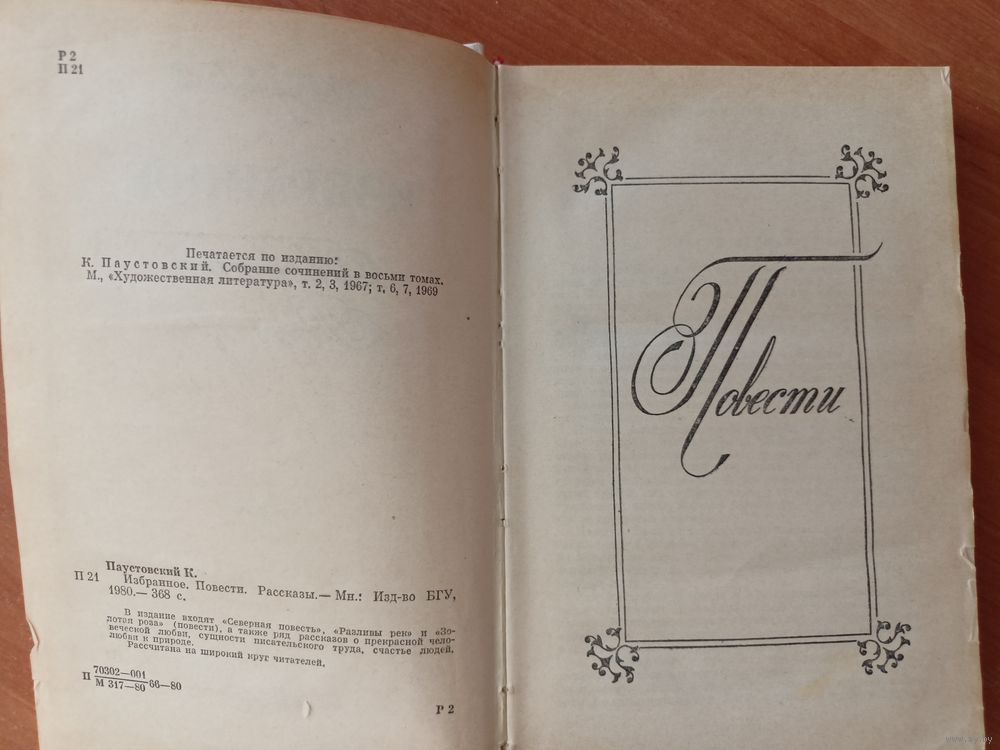 Р 2
П 21
Печатается по изданию:
К. Паустовский. Собрание сочинений в восьми томах.
М., «Художественная литература», т. 2, 3, 1967; т. 6, 7, 1969
Паустовский К.
П 21 Избранное. Повести. Рассказы.— Мн.: Изд-во БГУ,
1980.— 368 с.
В издание входят «Северная повесть», «Разливы рек» и «Зо-
лотая роза» (повести), а также ряд рассказов о прекрасной чело-
веческой любви, сущности писательского труда, счастье людей,
любви к природе.
Рассчитана на широкий круг читателей.
П 70302—001
М 317—80 66—80
Р 2
Повести